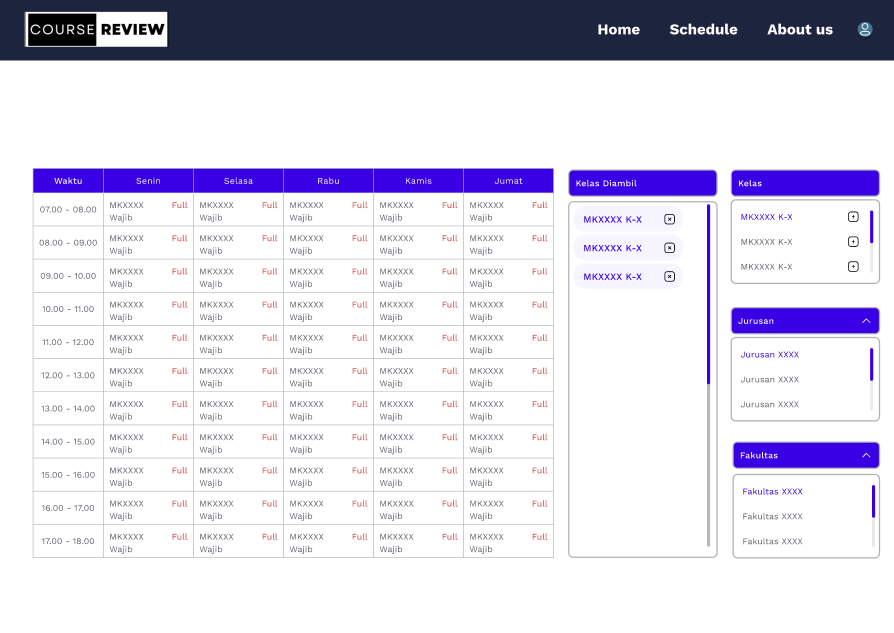 COURSE REVIEW
Home Schedule About us
Waktu Senin Selasa Rabu Kamis Jumat
07.00 - 08.00 MKXXXX Full MKXXXX Full MKXXXX Full MKXXXX Full MKXXXX Full
Wajib Wajib Wajib Wajib Wajib
08.00 - 09.00 MKXXXX Full MKXXXX Full MKXXXX Full MKXXXX Full MKXXXX Full
Wajib Wajib Wajib Wajib Wajib
09.00 - 10.00 MKXXXX Full MKXXXX Full MKXXXX Full MKXXXX Full MKXXXX Full
Wajib Wajib Wajib Wajib Wajib
10.00 - 11.00 MKXXXX Full MKXXXX Full MKXXXX Full MKXXXX Full MKXXXX Full
Wajib Wajib Wajib Wajib Wajib
11.00 - 12.00 MKXXXX Full MKXXXX Full MKXXXX Full MKXXXX Full MKXXXX Full
Wajib Wajib Wajib Wajib Wajib
12.00 - 13.00 MKXXXX Full MKXXXX Full MKXXXX Full MKXXXX Full MKXXXX Full
Wajib Wajib Wajib Wajib Wajib
13.00 - 14.00 MKXXXX Full MKXXXX Full MKXXXX Full MKXXXX Full MKXXXX Full
Wajib Wajib Wajib Wajib Wajib
14.00 - 15.00 MKXXXX Full MKXXXX Full MKXXXX Full MKXXXX Full MKXXXX Full
Wajib Wajib Wajib Wajib Wajib
15.00 - 16.00 MKXXXX Full MKXXXX Full MKXXXX Full MKXXXX Full MKXXXX Full
Wajib Wajib Wajib Wajib Wajib
16.00 - 17.00 MKXXXX Full MKXXXX Full MKXXXX Full MKXXXX Full MKXXXX Full
Wajib Wajib Wajib Wajib Wajib
17.00 - 18.00 MKXXXX Full MKXXXX Full MKXXXX Full MKXXXX Full MKXXXX Full
Wajib Wajib Wajib Wajib Wajib
Kelas Diambil
MKXXXX K-X
MKXXXX K-X
MKXXXX K-X
Kelas
MKXXXX K-X
MKXXXX K-X
MKXXXX K-X
Jurusan
Jurusan XXXX
Jurusan XXXX
Jurusan XXXX
Fakultas
Fakultas XXXX
Fakultas XXXX
Fakultas XXXX